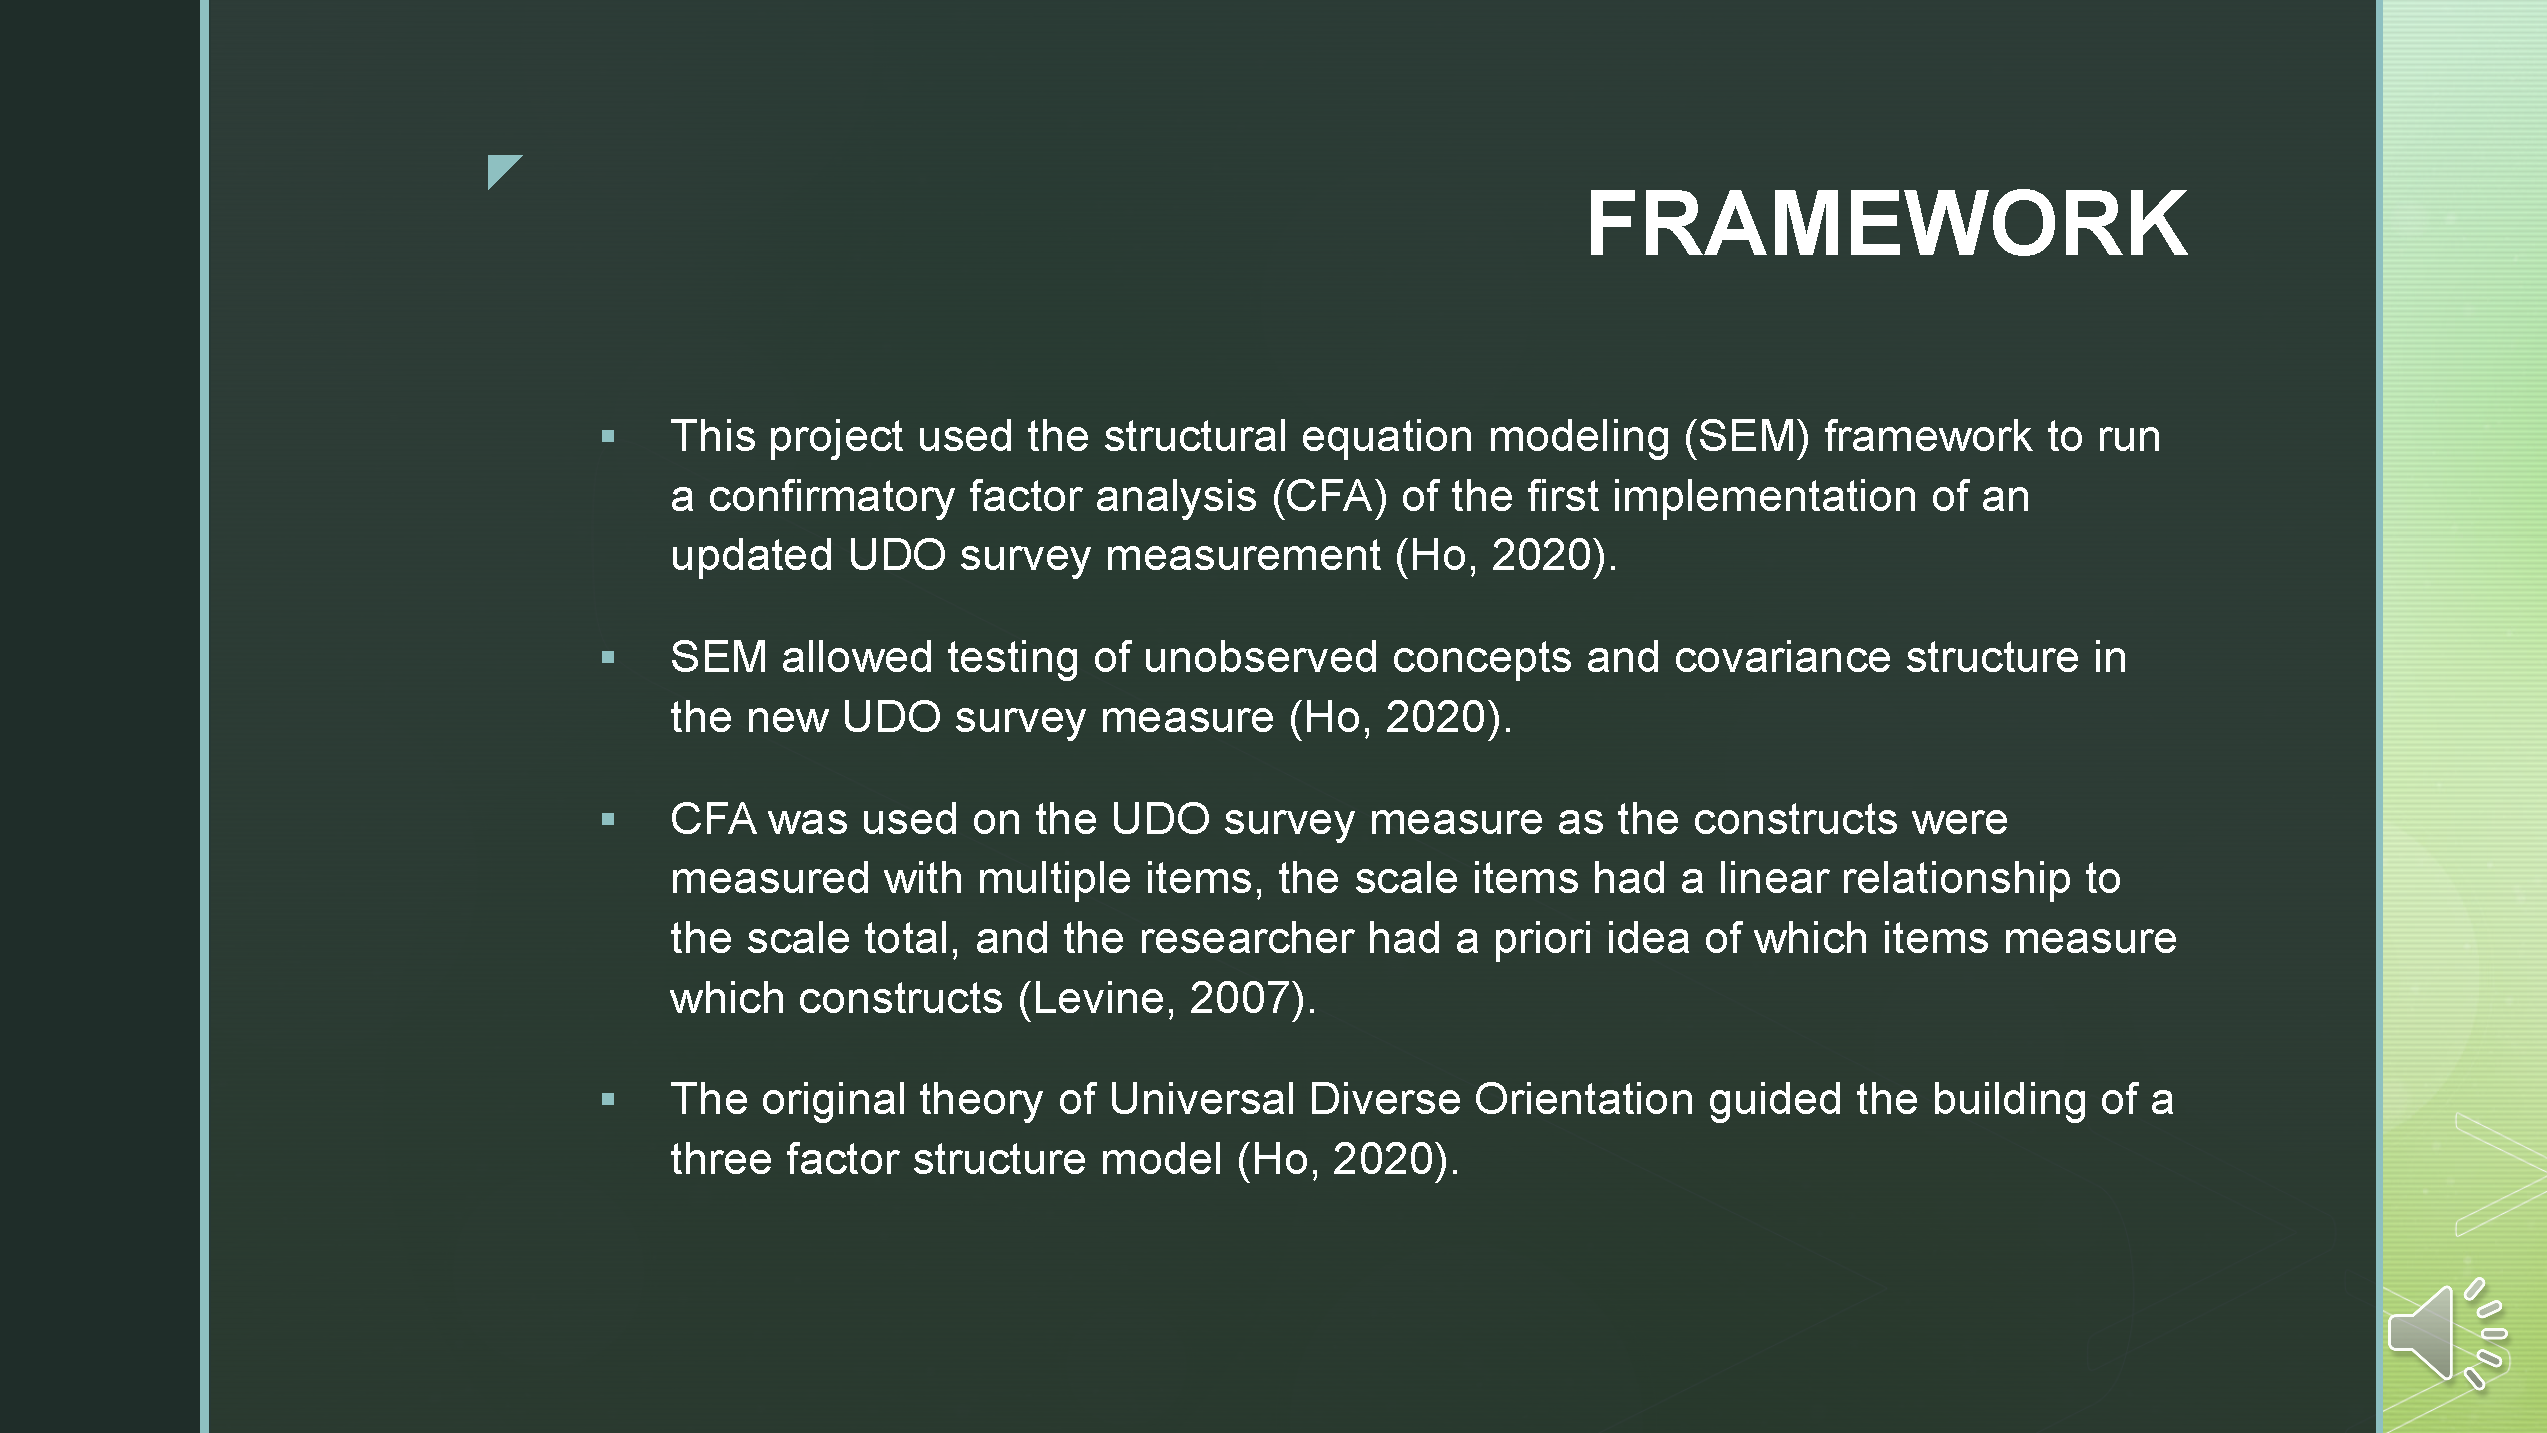 FRAMEWORK
▪ This project used the structural equation modeling (SEM) framework to run
a confirmatory factor analysis (CFA) of the first implementation of an
updated UDO survey measurement (Ho, 2020).
▪ SEM allowed testing of unobserved concepts and covariance structure in
the new UDO survey measure (Ho, 2020).
▪ CFA was used on the UDO survey measure as the constructs were
measured with multiple items, the scale items had a linear relationship to
the scale total, and the researcher had a priori idea of which items measure
which constructs (Levine, 2007).
▪ The original theory of Universal Diverse Orientation guided the building of a
three factor structure model (Ho, 2020).